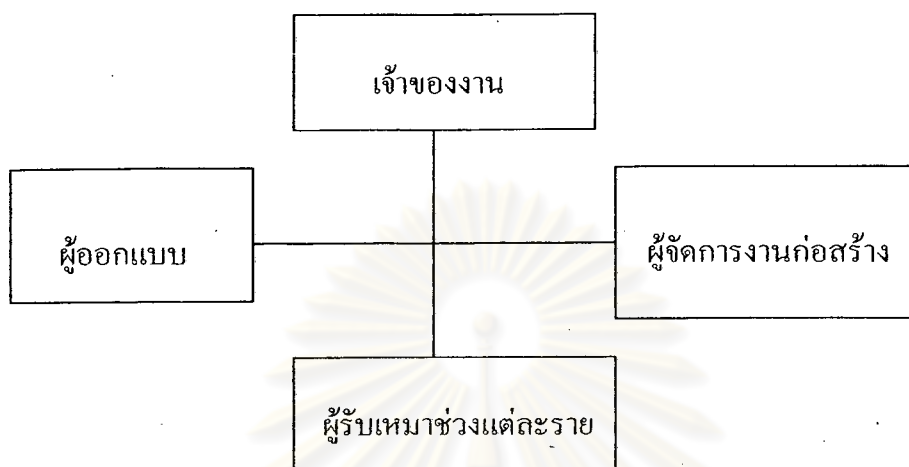 เจ้าของงาน
ผู้ออกแบบ
ผู้จัดการงานก่อสร้าง
ผู้รับเหมาช่วงแต่ละราย